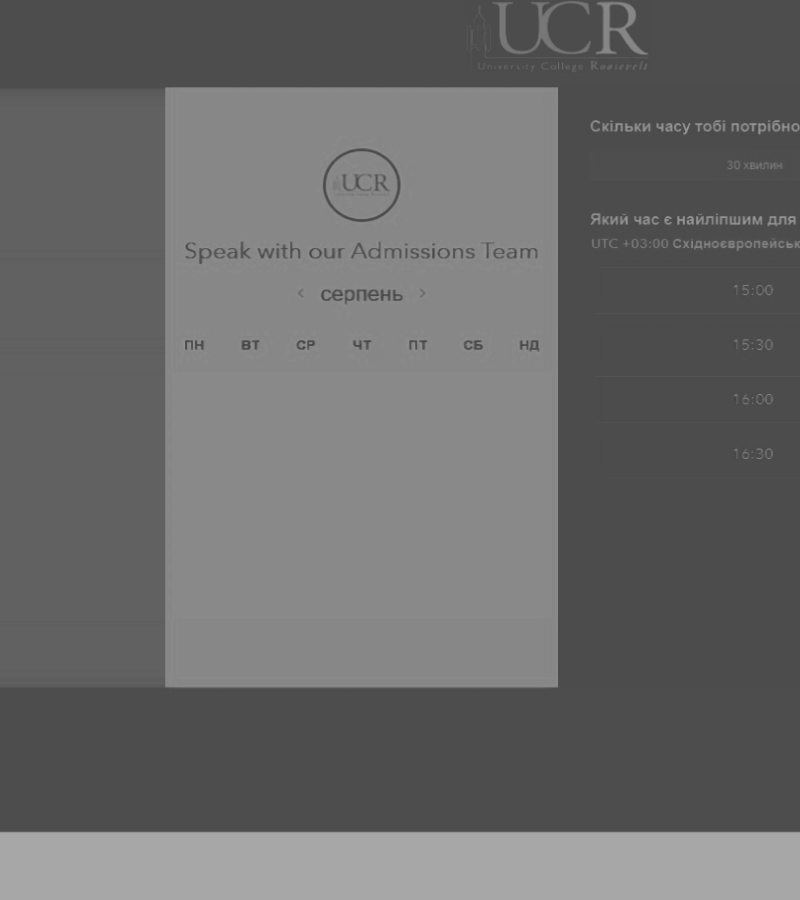 UCR
University College Roosevelt
UCR
Speak with our Admissions Team
‹ серпень ›
ПН ВТ СР ЧТ ПТ СБ НД
Скільки часу тобі потрібно
30 хвилин
Який час є найліпшим для
UTC +03:00 Східноєвропейськ
15:00
15:30
16:00
16:30